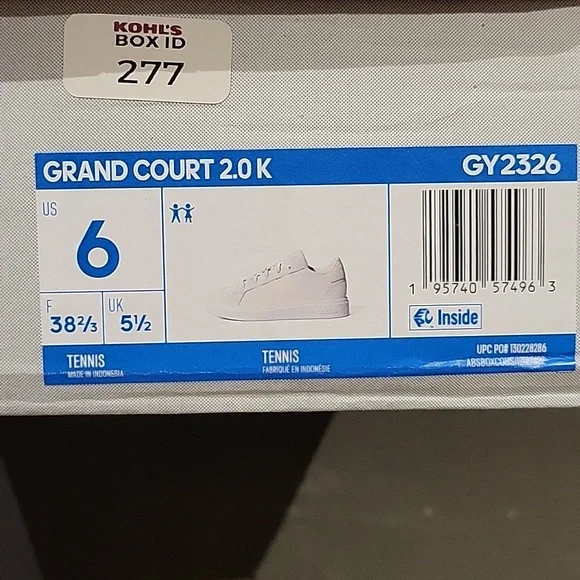 KOHL'S
BOX ID
277
GRAND COURT 2.0 K
GY2326
US
6
F
38⅔
UK
5½
1 95740 57496 3
Inside
TENNIS
MADE IN INDONESIA
TENNIS
FABRIQUÉ EN INDONÉSIE
UPC PO# 130228286